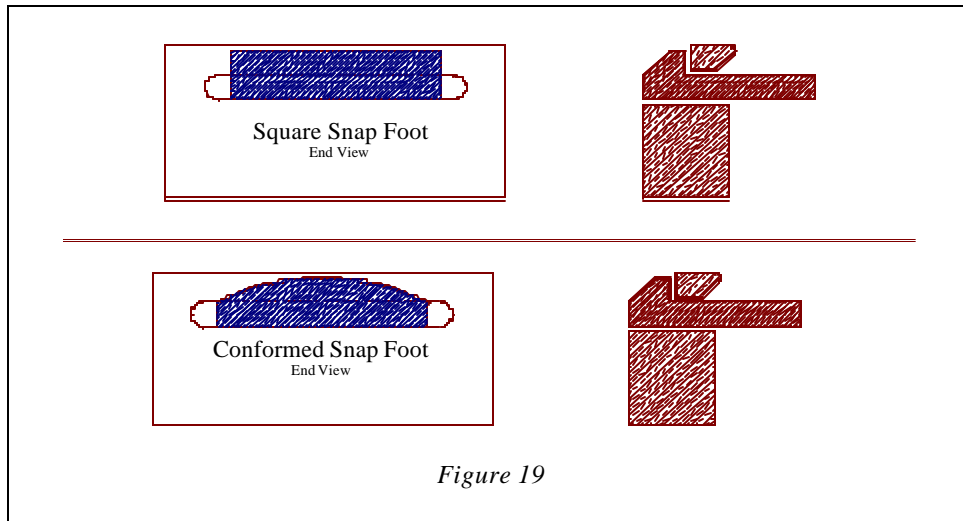 Square Snap Foot
End View
Conformed Snap Foot
End View
Figure 19